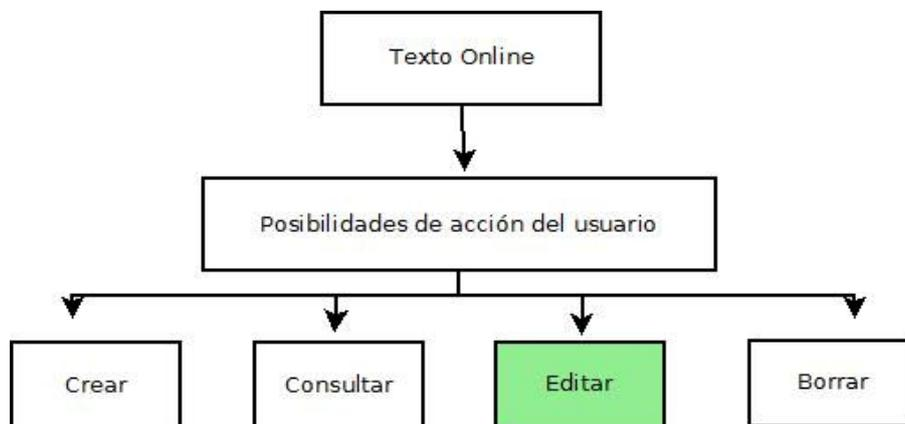 Texto Online
Posibilidades de acción del usuario
Crear
Consultar
Editar
Borrar